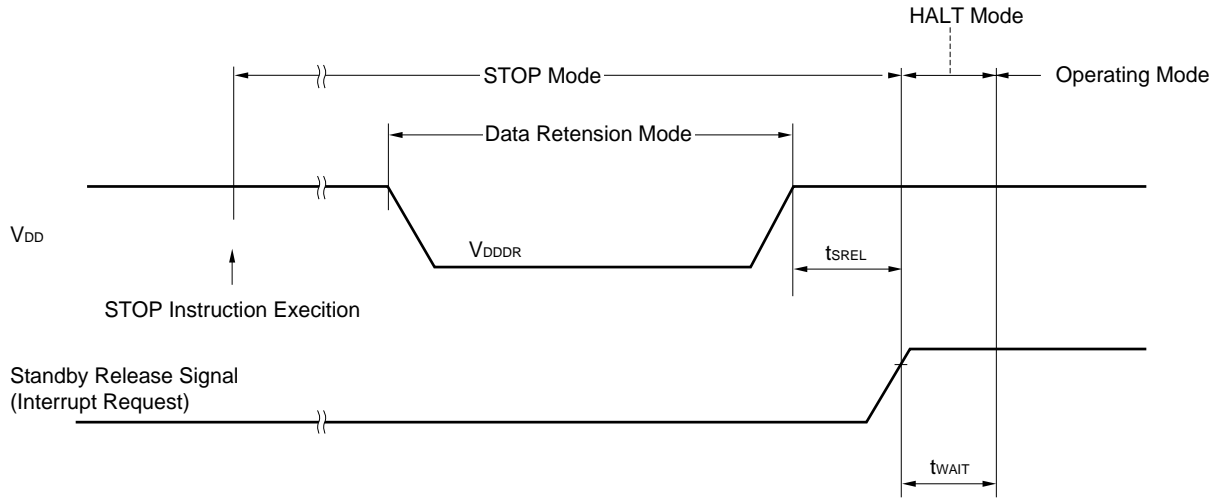 HALT Mode
STOP Mode
Operating Mode
Data Retension Mode
VDD
VDDDR
tSREL
STOP Instruction Execition
Standby Release Signal
(Interrupt Request)
tWAIT